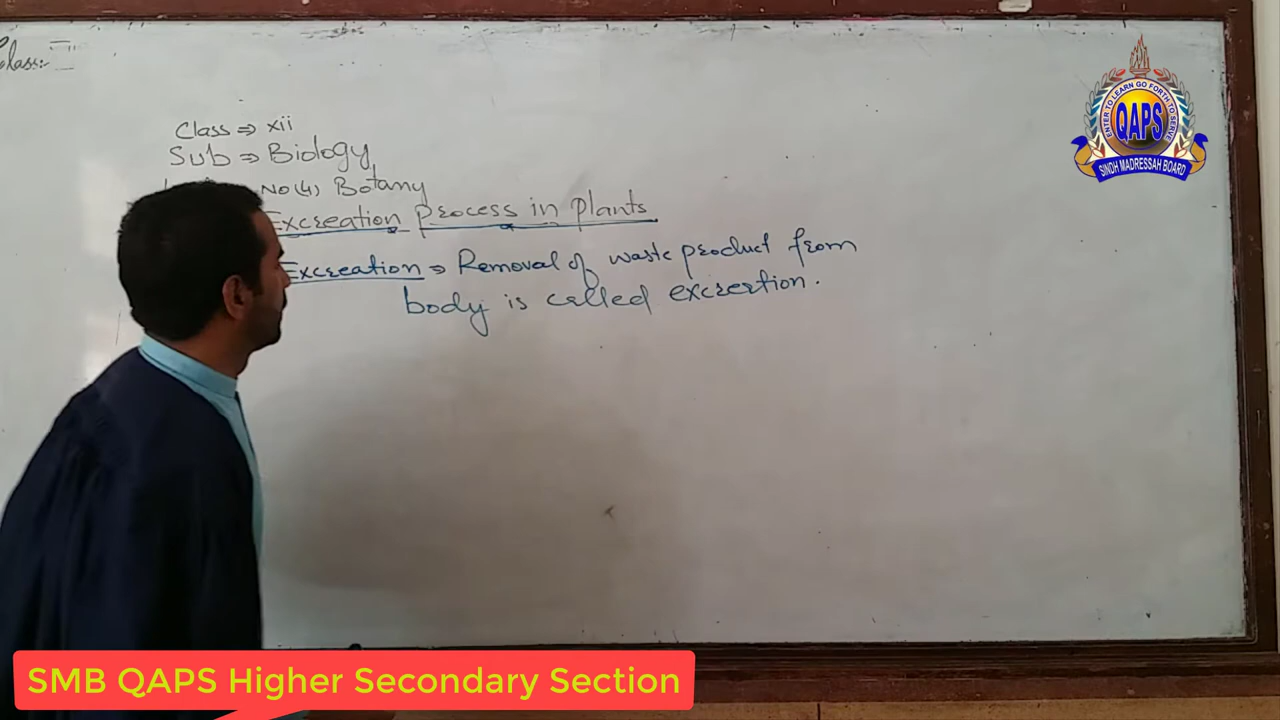 Class:
Class ⇒ xii
Sub ⇒ Biology
No (4) Botany
Excreation process in plants
Excreation ⇒ Removal of waste product from
body is called excreation.
ENTER TO LEARN GO FORTH TO SERVE
QAPS
SINDH MADRESSAH BOARD
SMB QAPS Higher Secondary Section